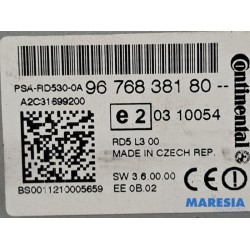 PSA-RD530-0A 96 768 381 80 --
A2C31699200
e2 03 10054
RD5 L3 00
MADE IN CZECH REP.
BS0011210005659
SW 3.6.00.00
EE 0B.02
Continental
MARESIA